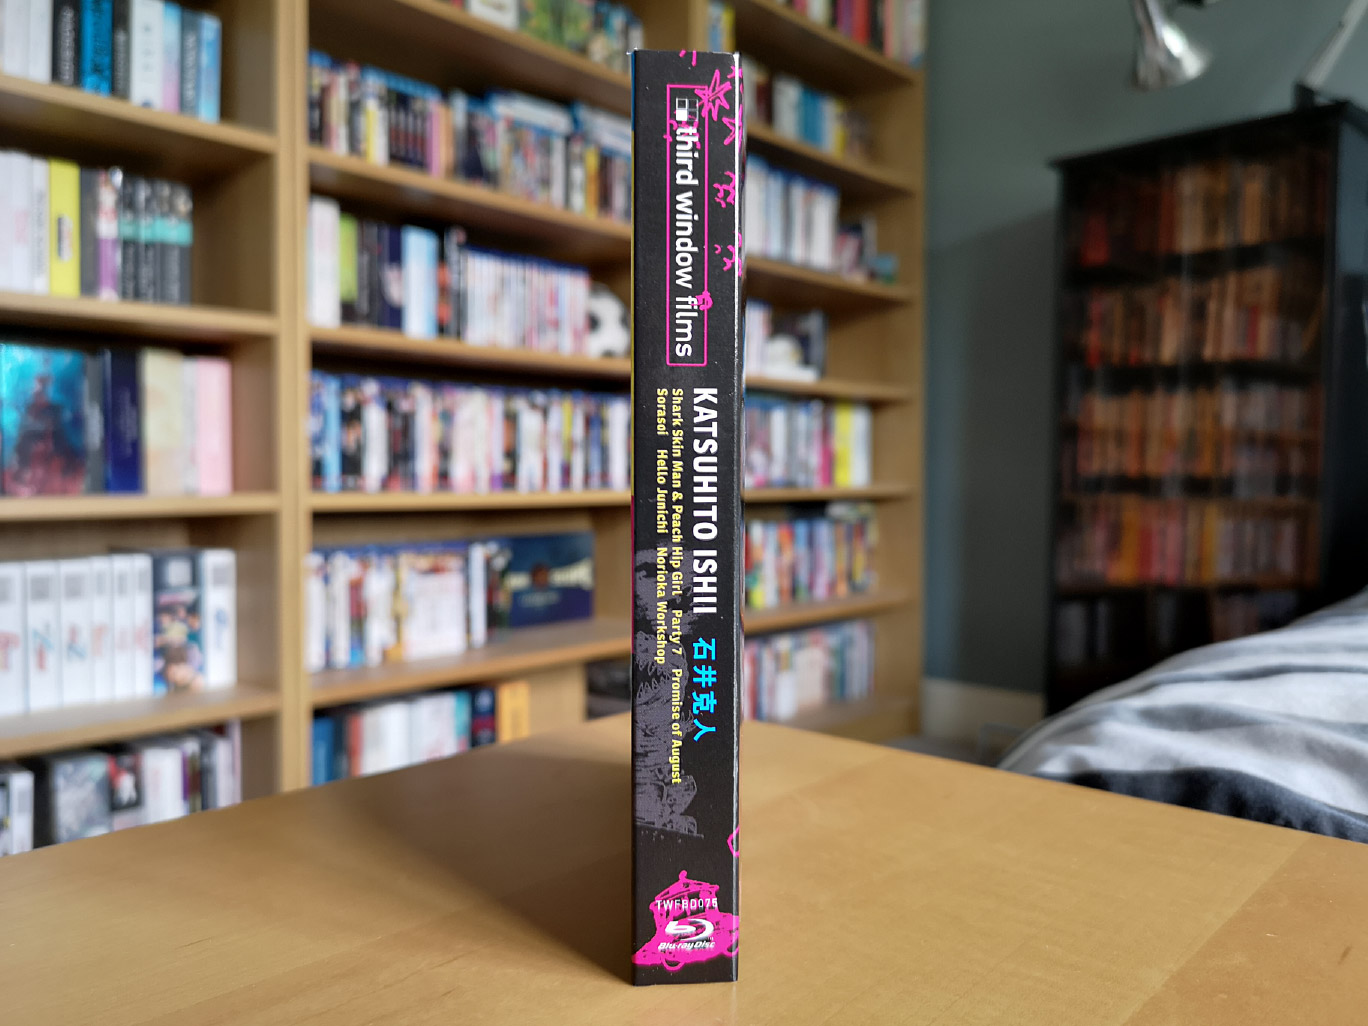 third window films
KATSUHITO ISHII 石井克人
Shark Skin Man & Peach Hip Girl Party 7 Promise of August
Sorasoi Hello Junichi Norioka Workshop
TWFBD075
Blu-ray Disc